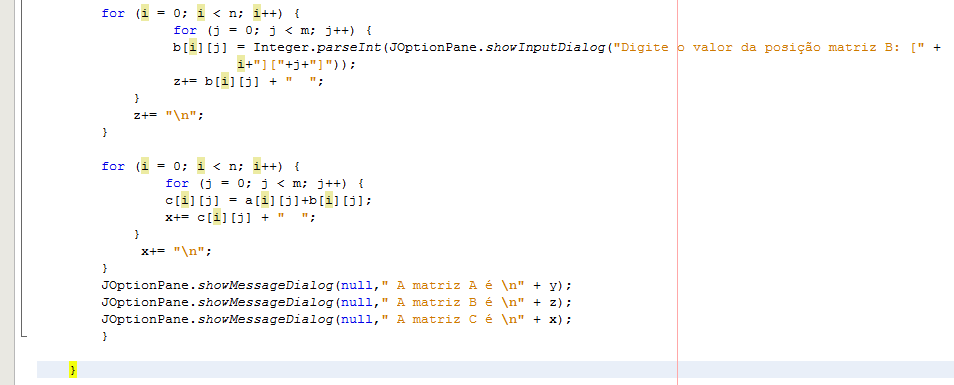 for (i = 0; i < n; i++) {
for (j = 0; j < m; j++) {
b[i][j] = Integer.parseInt(JOptionPane.showInputDialog("Digite o valor da posição matriz B: [" +
i+"]["+j+"]"));
z+= b[i][j] + "  ";
}
z+= "\n";
}
for (i = 0; i < n; i++) {
for (j = 0; j < m; j++) {
c[i][j] = a[i][j]+b[i][j];
x+= c[i][j] + "  ";
}
x+= "\n";
}
JOptionPane.showMessageDialog(null," A matriz A é \n" + y);
JOptionPane.showMessageDialog(null," A matriz B é \n" + z);
JOptionPane.showMessageDialog(null," A matriz C é \n" + x);
}
}